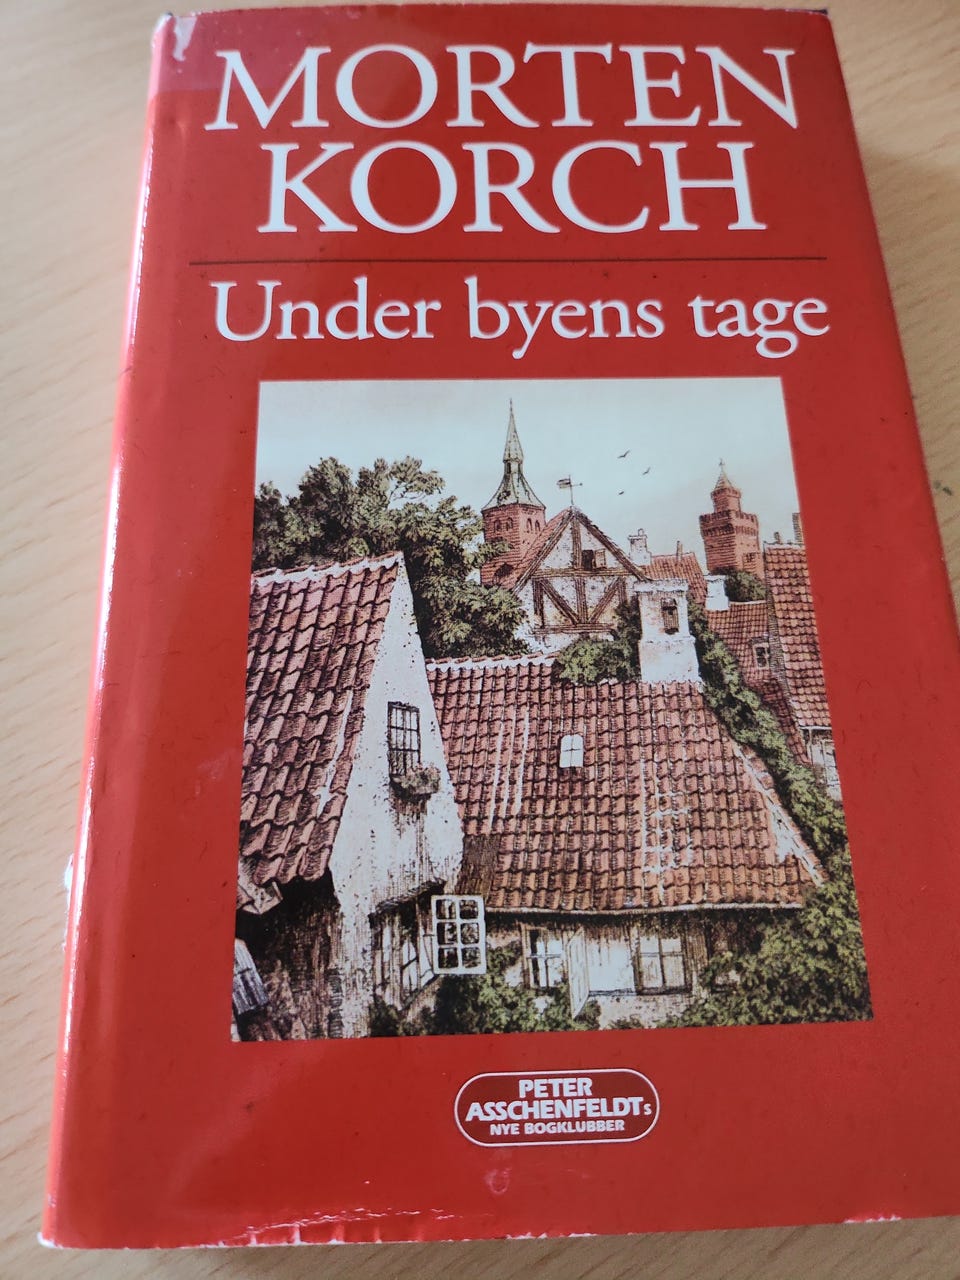 MORTEN
KORCH
Under byens tage
PETER
ASSCHENFELDTs
NYE BOGKLUBBER